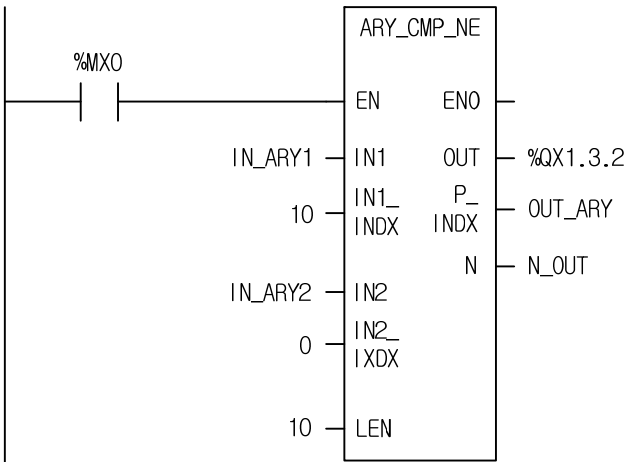 ARY_CMP_NE
%MX0
EN ENO
IN_ARY1 IN1 OUT %QX1.3.2
10 IN1_ P_ OUT_ARY
INDX INDX
N N_OUT
IN_ARY2 IN2
0 IN2_
IXDX
10 LEN